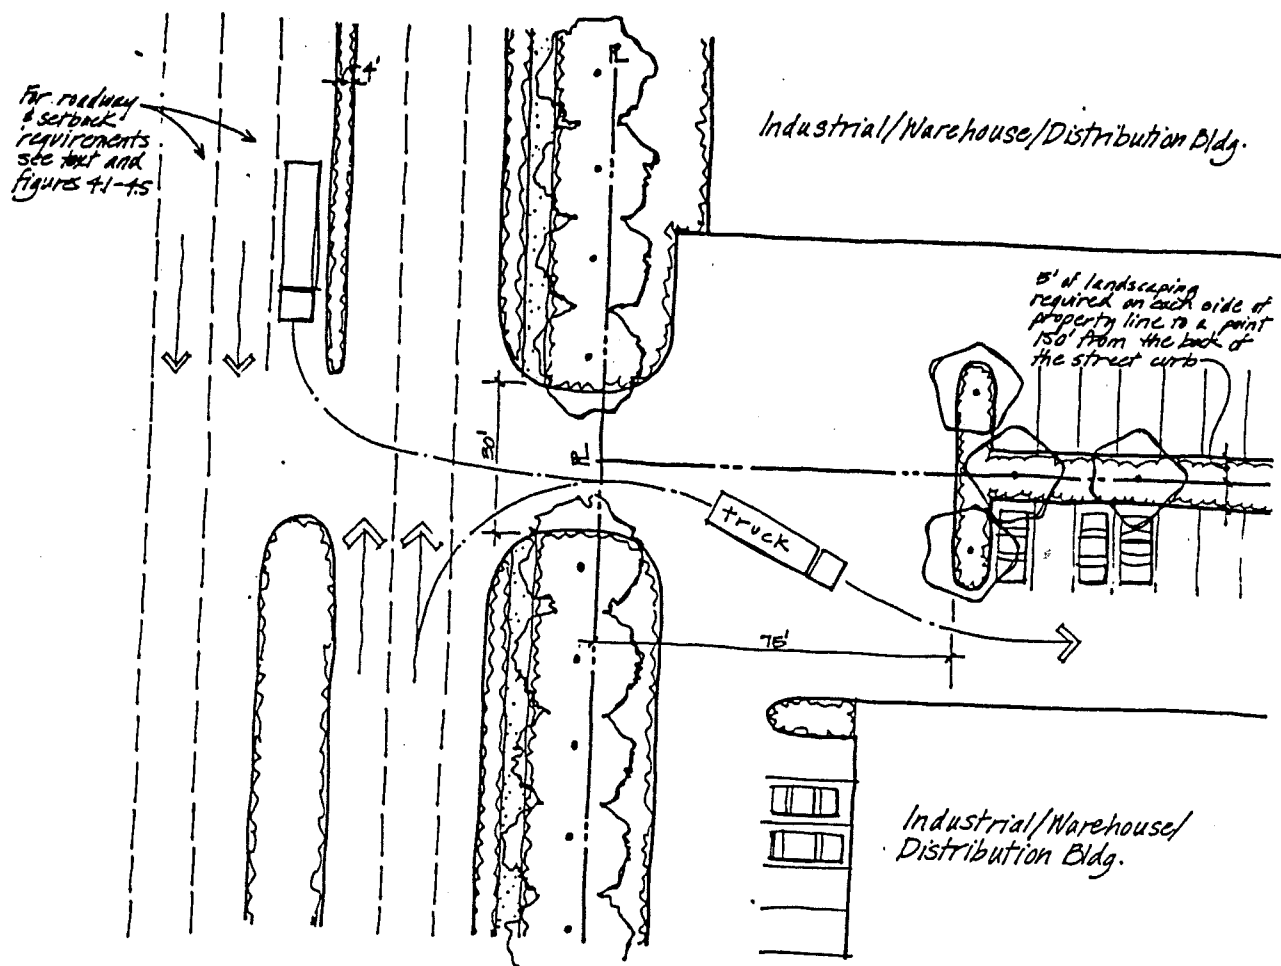 PL
4'
For roadway
& setback
requirements
see text and
figures 4.1-4.5
Industrial/Warehouse/Distribution Bldg.
5' of landscaping
required on each side of
property line to a point
150' from the back of
the street curb
30'
PL
truck
75'
Industrial/Warehouse/
Distribution Bldg.